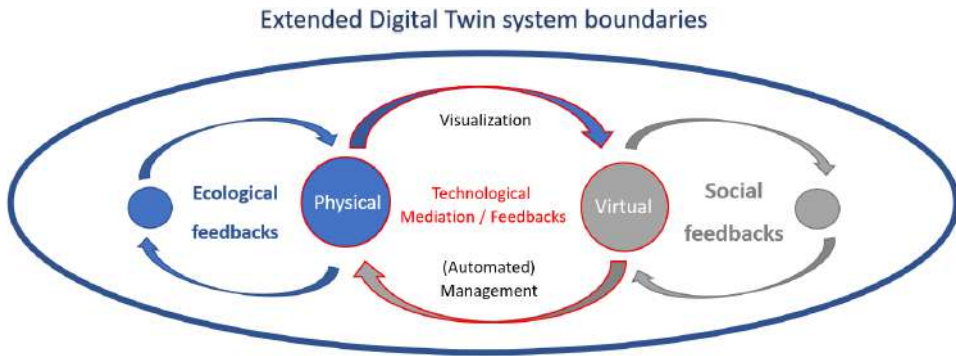 Extended Digital Twin system boundaries
Visualization
Ecological
feedbacks
Physical
Technological
Mediation / Feedbacks
Virtual
Social
feedbacks
(Automated)
Management